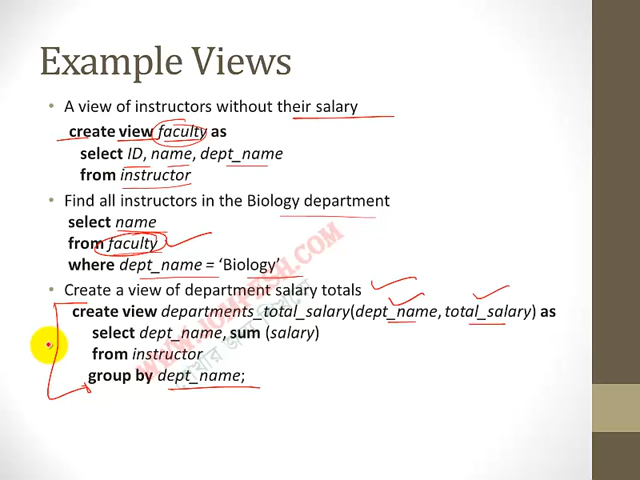 Example Views
• A view of instructors without their salary
create view faculty as
select ID, name, dept_name
from instructor
• Find all instructors in the Biology department
select name
from faculty
where dept_name = ‘Biology’
• Create a view of department salary totals
create view departments_total_salary(dept_name, total_salary) as
select dept_name, sum (salary)
from instructor
group by dept_name;